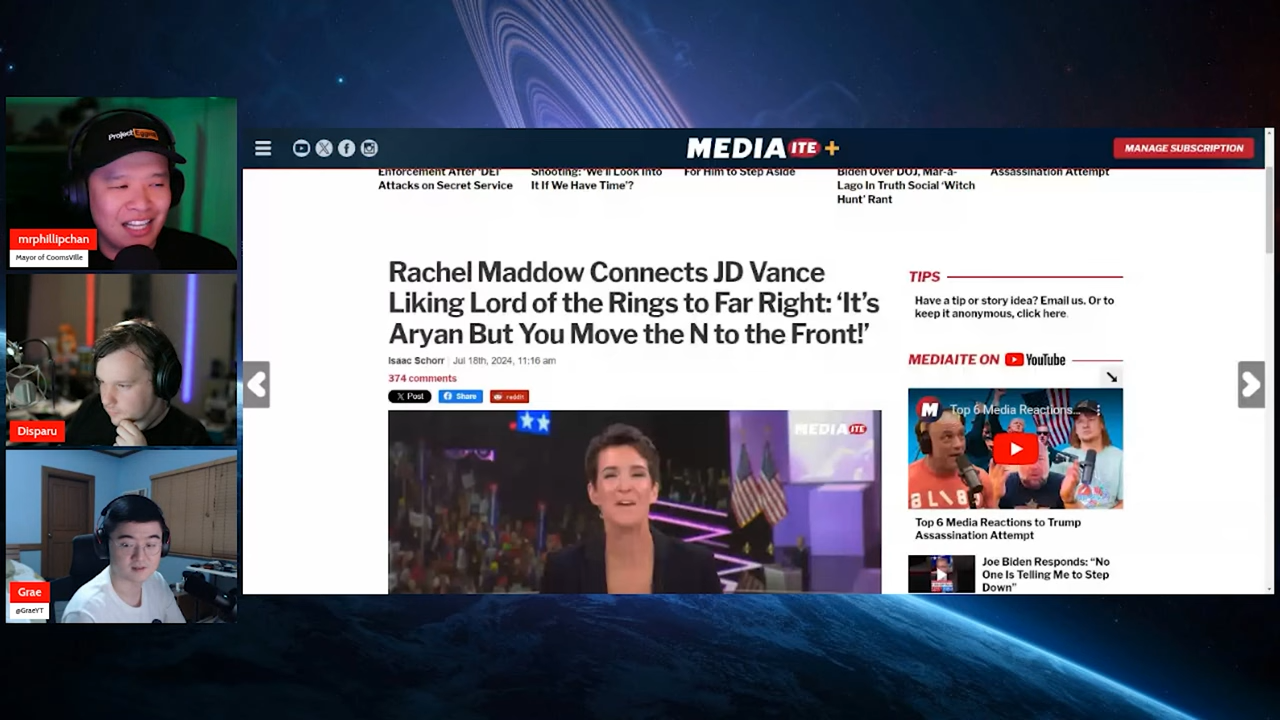 Project Eggan
mrphillipchan
Mayor of CoomsVille
Disparu
Grae
@GraeYT
MEDIAITE+
MANAGE SUBSCRIPTION
Enforcement After 'DEI'
Attacks on Secret Service
Shooting: 'We'll Look Into
It If We Have Time'?
For Him to Step Aside
Biden Over DOJ, Mar-a-
Lago In Truth Social 'Witch
Hunt' Rant
Assassination Attempt
Rachel Maddow Connects JD Vance
Liking Lord of the Rings to Far Right: ‘It’s
Aryan But You Move the N to the Front!’
Isaac Schorr | Jul 18th, 2024, 11:16 am
374 comments
X Post
Share
reddit
MEDIAITE
TIPS
Have a tip or story idea? Email us. Or to
keep it anonymous, click here.
MEDIAITE ON YouTube
M Top 6 Media Reactions...
Top 6 Media Reactions to Trump
Assassination Attempt
Joe Biden Responds: “No
One Is Telling Me to Step
Down”